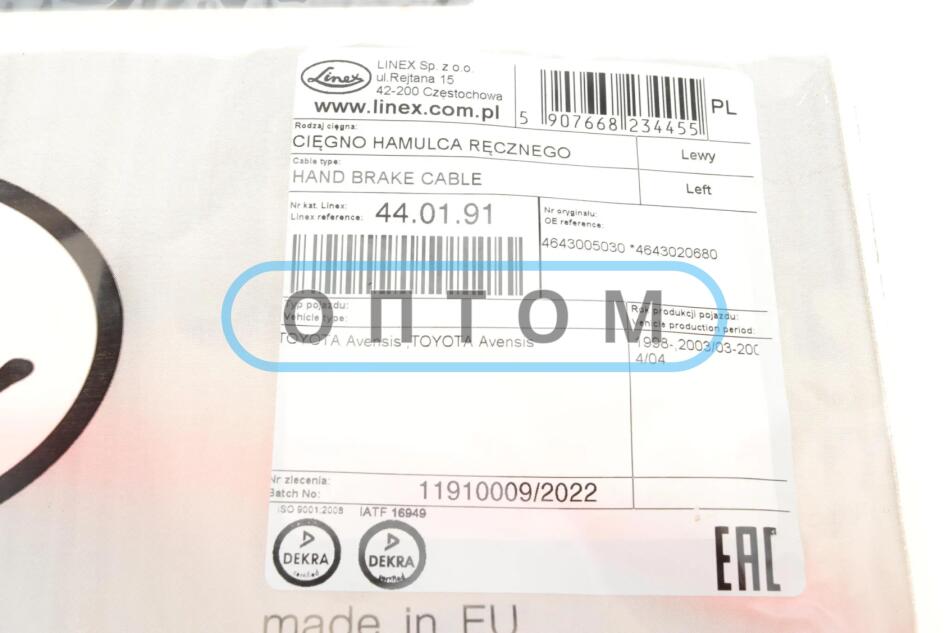 Linex
LINEX Sp. z o.o.
ul.Rejtana 15
42-200 Częstochowa
www.linex.com.pl
5 907668 234455
PL
Rodzaj cięgna:
CIĘGNO HAMULCA RĘCZNEGO
Lewy
Cable type:
HAND BRAKE CABLE
Left
Nr kat. Linex:
Linex reference:
44.01.91
Nr oryginału:
OE reference:
4643005030 *4643020680
Typ pojazdu:
Vehicle type:
Rok produkcji pojazdu:
Vehicle production period:
ОПТОМ
TOYOTA Avensis ,TOYOTA Avensis
1998-,2003/03-200
4/04
Nr zlecenia:
Batch No:
11910009/2022
ISO 9001:2008
IATF 16949
DEKRA
certified
DEKRA
certified
EAC
made in EU